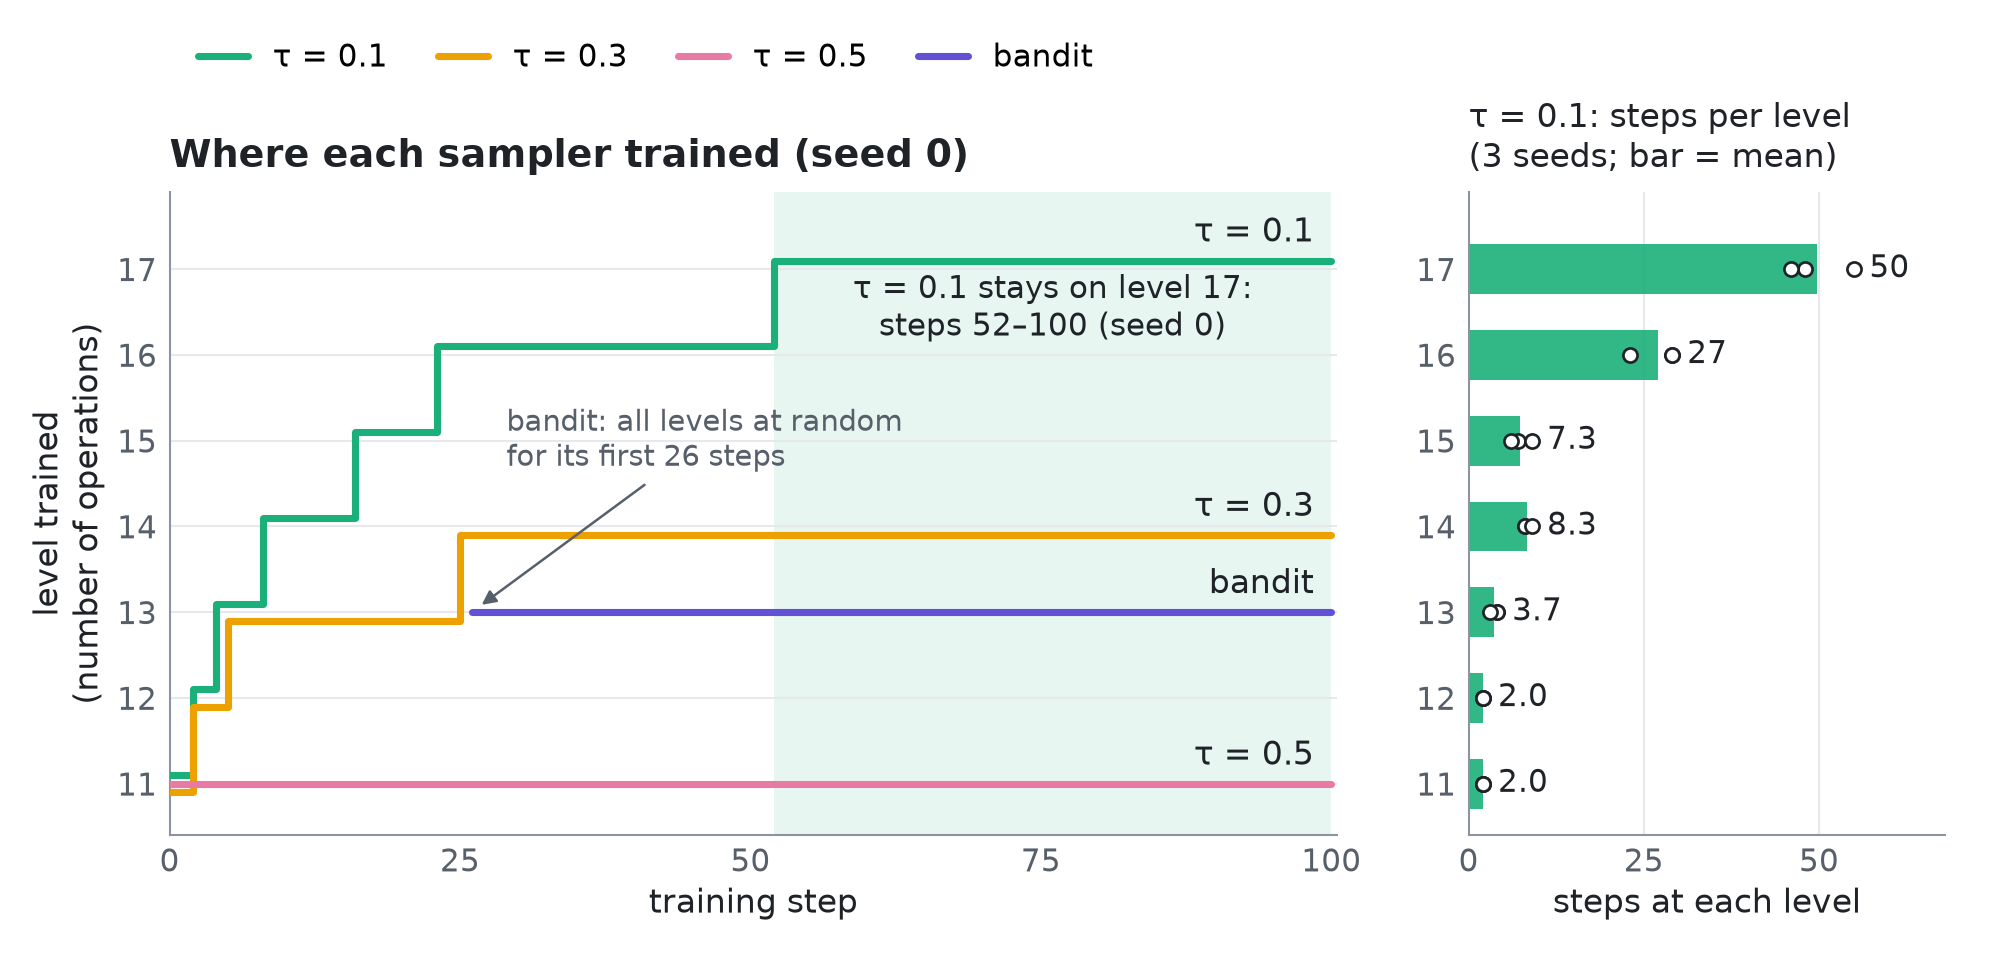 τ = 0.1
τ = 0.3
τ = 0.5
bandit
Where each sampler trained (seed 0)
level trained
(number of operations)
17
16
15
14
13
12
11
τ = 0.1
τ = 0.1 stays on level 17:
steps 52–100 (seed 0)
bandit: all levels at random
for its first 26 steps
τ = 0.3
bandit
τ = 0.5
0
25
50
75
100
training step
τ = 0.1: steps per level
(3 seeds; bar = mean)
17
50
16
27
15
7.3
14
8.3
13
3.7
12
2.0
11
2.0
0
25
50
steps at each level